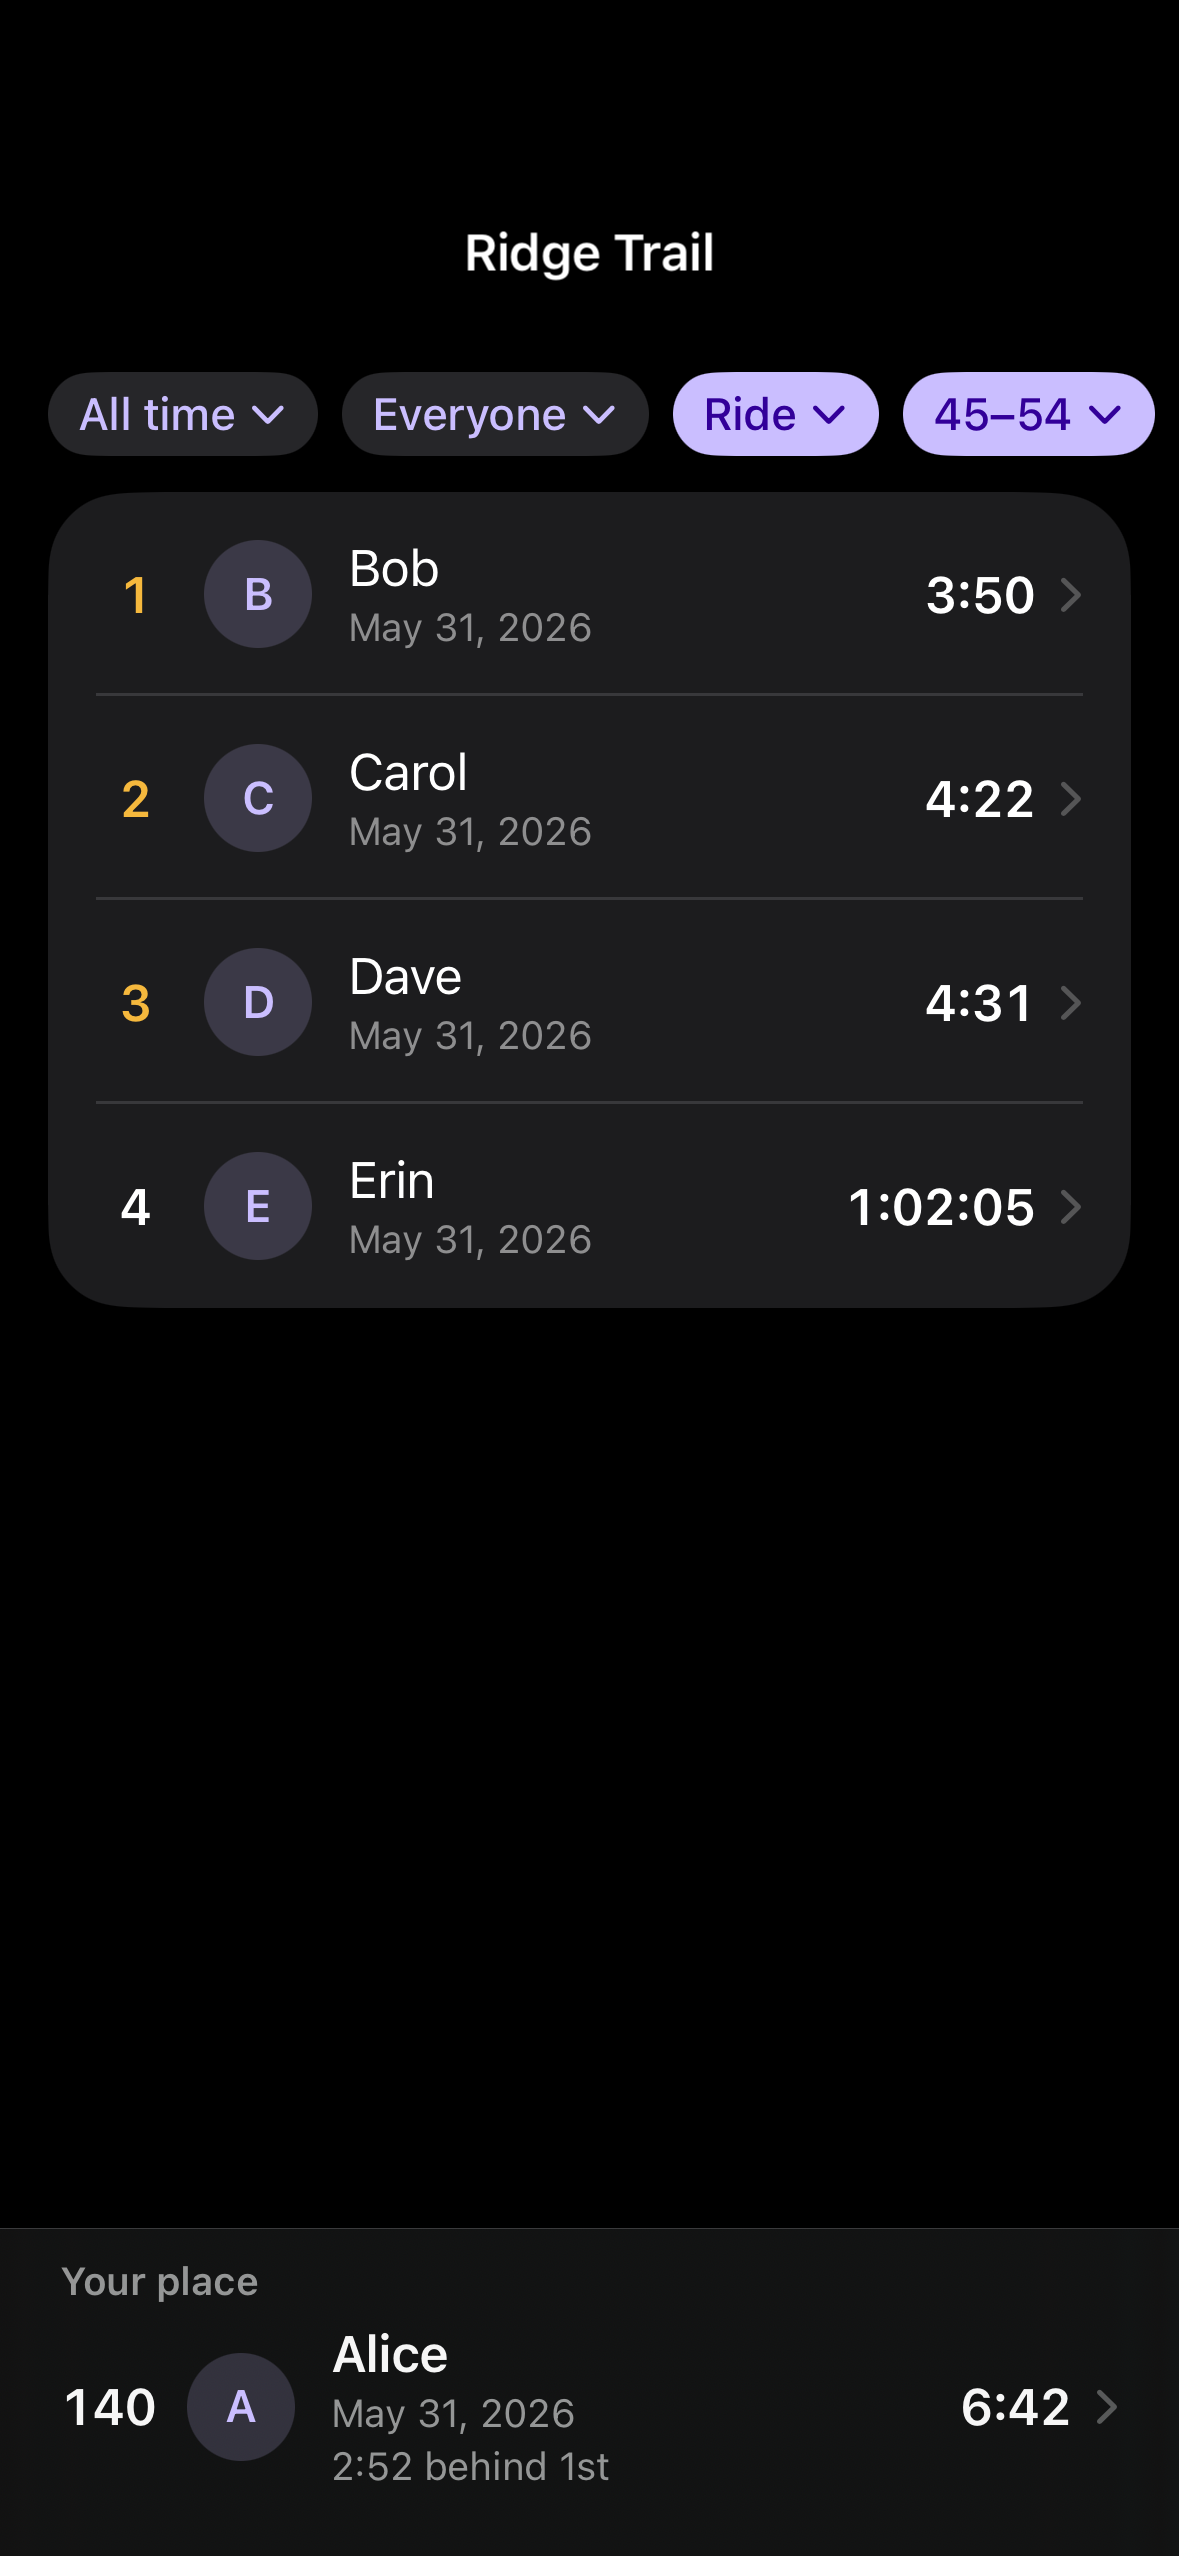 Ridge Trail
All time Everyone Ride 45–54
1 B Bob 3:50
May 31, 2026
2 C Carol 4:22
May 31, 2026
3 D Dave 4:31
May 31, 2026
4 E Erin 1:02:05
May 31, 2026
Your place
140 A Alice 6:42
May 31, 2026
2:52 behind 1st